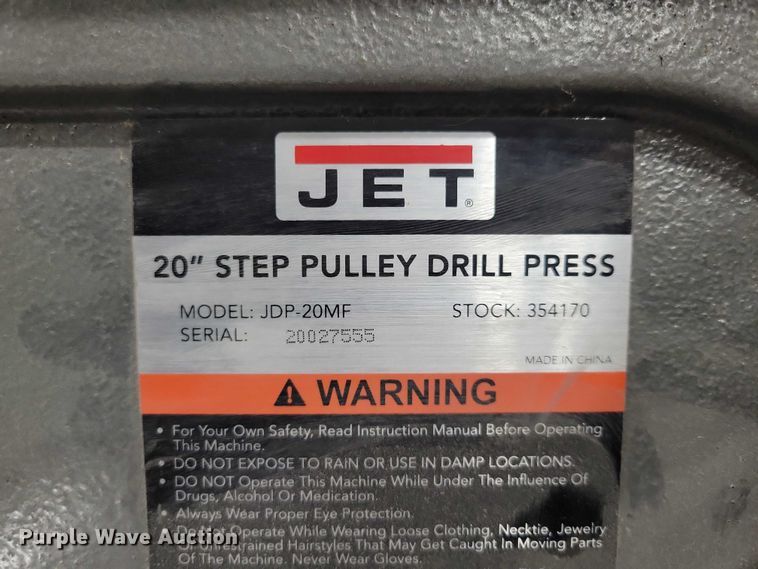 JET®
20" STEP PULLEY DRILL PRESS
MODEL: JDP-20MF STOCK: 354170
SERIAL: 20027555
MADE IN CHINA
⚠ WARNING
• For Your Own Safety, Read Instruction Manual Before Operating
This Machine.
• DO NOT EXPOSE TO RAIN OR USE IN DAMP LOCATIONS.
• DO NOT Operate This Machine While Under The Influence Of
Drugs, Alcohol Or Medication.
• Always Wear Proper Eye Protection.
• Do Not Operate While Wearing Loose Clothing, Necktie, Jewelry
Or Unrestrained Hairstyles That May Get Caught In Moving Parts
Of The Machine. Never Wear Gloves.
Purple Wave Auction